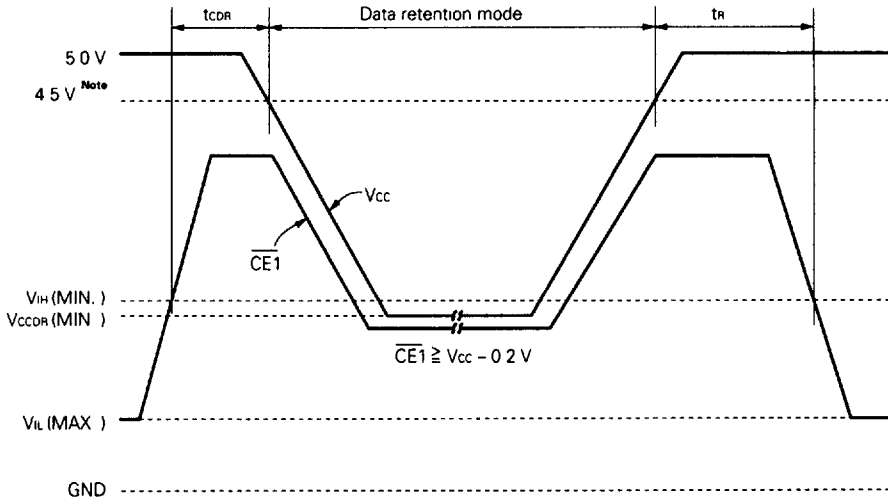 tCDR
Data retention mode
tR
5 0 V
4 5 V Note
VCC
CE1
VIH (MIN. )
VCCDR (MIN )
CE1 ≧ VCC – 0 2 V
VIL (MAX )
GND